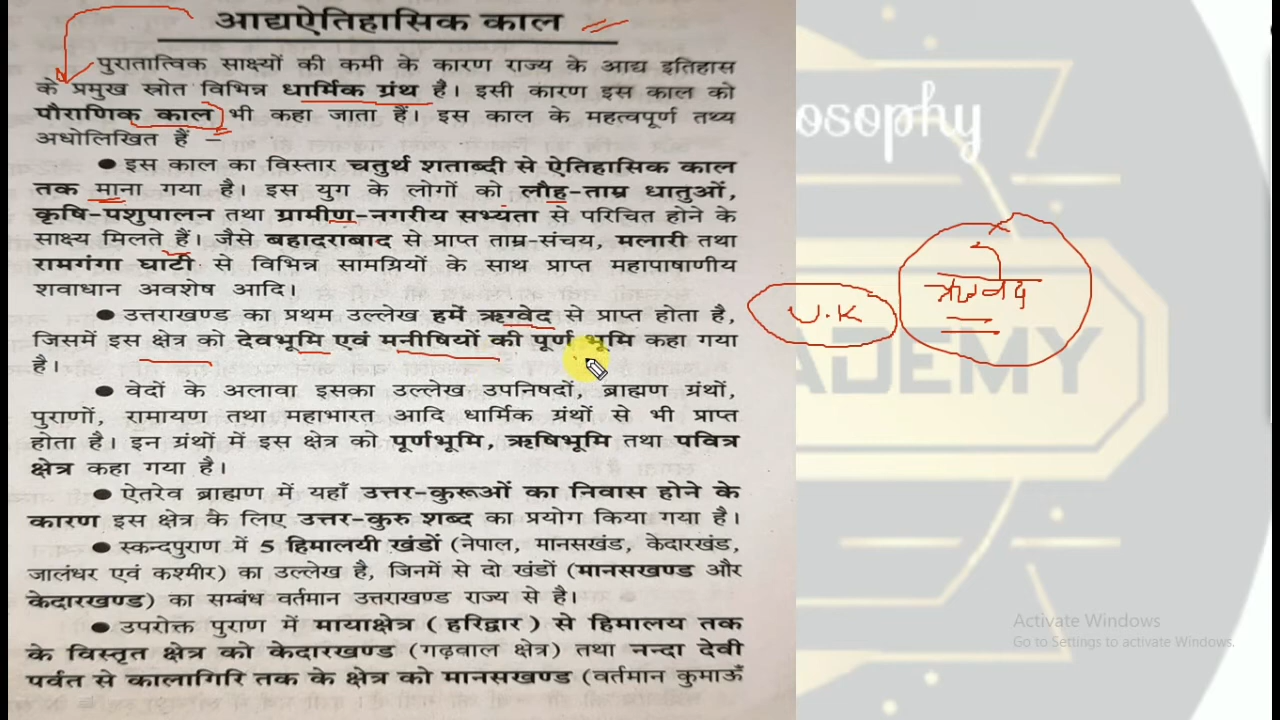 आद्यऐतिहासिक काल
पुरातात्विक साक्ष्यों की कमी के कारण राज्य के आद्य इतिहास
के प्रमुख स्रोत विभिन्न धार्मिक ग्रंथ है। इसी कारण इस काल को
पौराणिक काल भी कहा जाता हैं। इस काल के महत्वपूर्ण तथ्य
अधोलिखित हैं –
● इस काल का विस्तार चतुर्थ शताब्दी से ऐतिहासिक काल
तक माना गया है। इस युग के लोगों को लौह-ताम्र धातुओं,
कृषि-पशुपालन तथा ग्रामीण-नगरीय सभ्यता से परिचित होने के
साक्ष्य मिलते हैं। जैसे बहादराबाद से प्राप्त ताम्र-संचय, मलारी तथा
रामगंगा घाटी से विभिन्न सामग्रियों के साथ प्राप्त महापाषाणीय
शवाधान अवशेष आदि।
● उत्तराखण्ड का प्रथम उल्लेख हमें ऋग्वेद से प्राप्त होता है,
जिसमें इस क्षेत्र को देवभूमि एवं मनीषियों की पूर्ण भूमि कहा गया
है।
● वेदों के अलावा इसका उल्लेख उपनिषदों, ब्राह्मण ग्रंथों,
पुराणों, रामायण तथा महाभारत आदि धार्मिक ग्रंथों से भी प्राप्त
होता है। इन ग्रंथों में इस क्षेत्र को पूर्णभूमि, ऋषिभूमि तथा पवित्र
क्षेत्र कहा गया है।
● ऐतरेव ब्राह्मण में यहाँ उत्तर-कुरूओं का निवास होने के
कारण इस क्षेत्र के लिए उत्तर-कुरु शब्द का प्रयोग किया गया है।
● स्कन्दपुराण में 5 हिमालयी खंडों (नेपाल, मानसखंड, केदारखंड,
जालंधर एवं कश्मीर) का उल्लेख है, जिनमें से दो खंडों (मानसखण्ड और
केदारखण्ड) का सम्बंध वर्तमान उत्तराखण्ड राज्य से है।
● उपरोक्त पुराण में मायाक्षेत्र (हरिद्वार) से हिमालय तक
के विस्तृत क्षेत्र को केदारखण्ड (गढ़वाल क्षेत्र) तथा नन्दा देवी
पर्वत से कालागिरि तक के क्षेत्र को मानसखण्ड (वर्तमान कुमाऊँ
osophy
U.K
ADEMY
Activate Windows
Go to Settings to activate Windows.